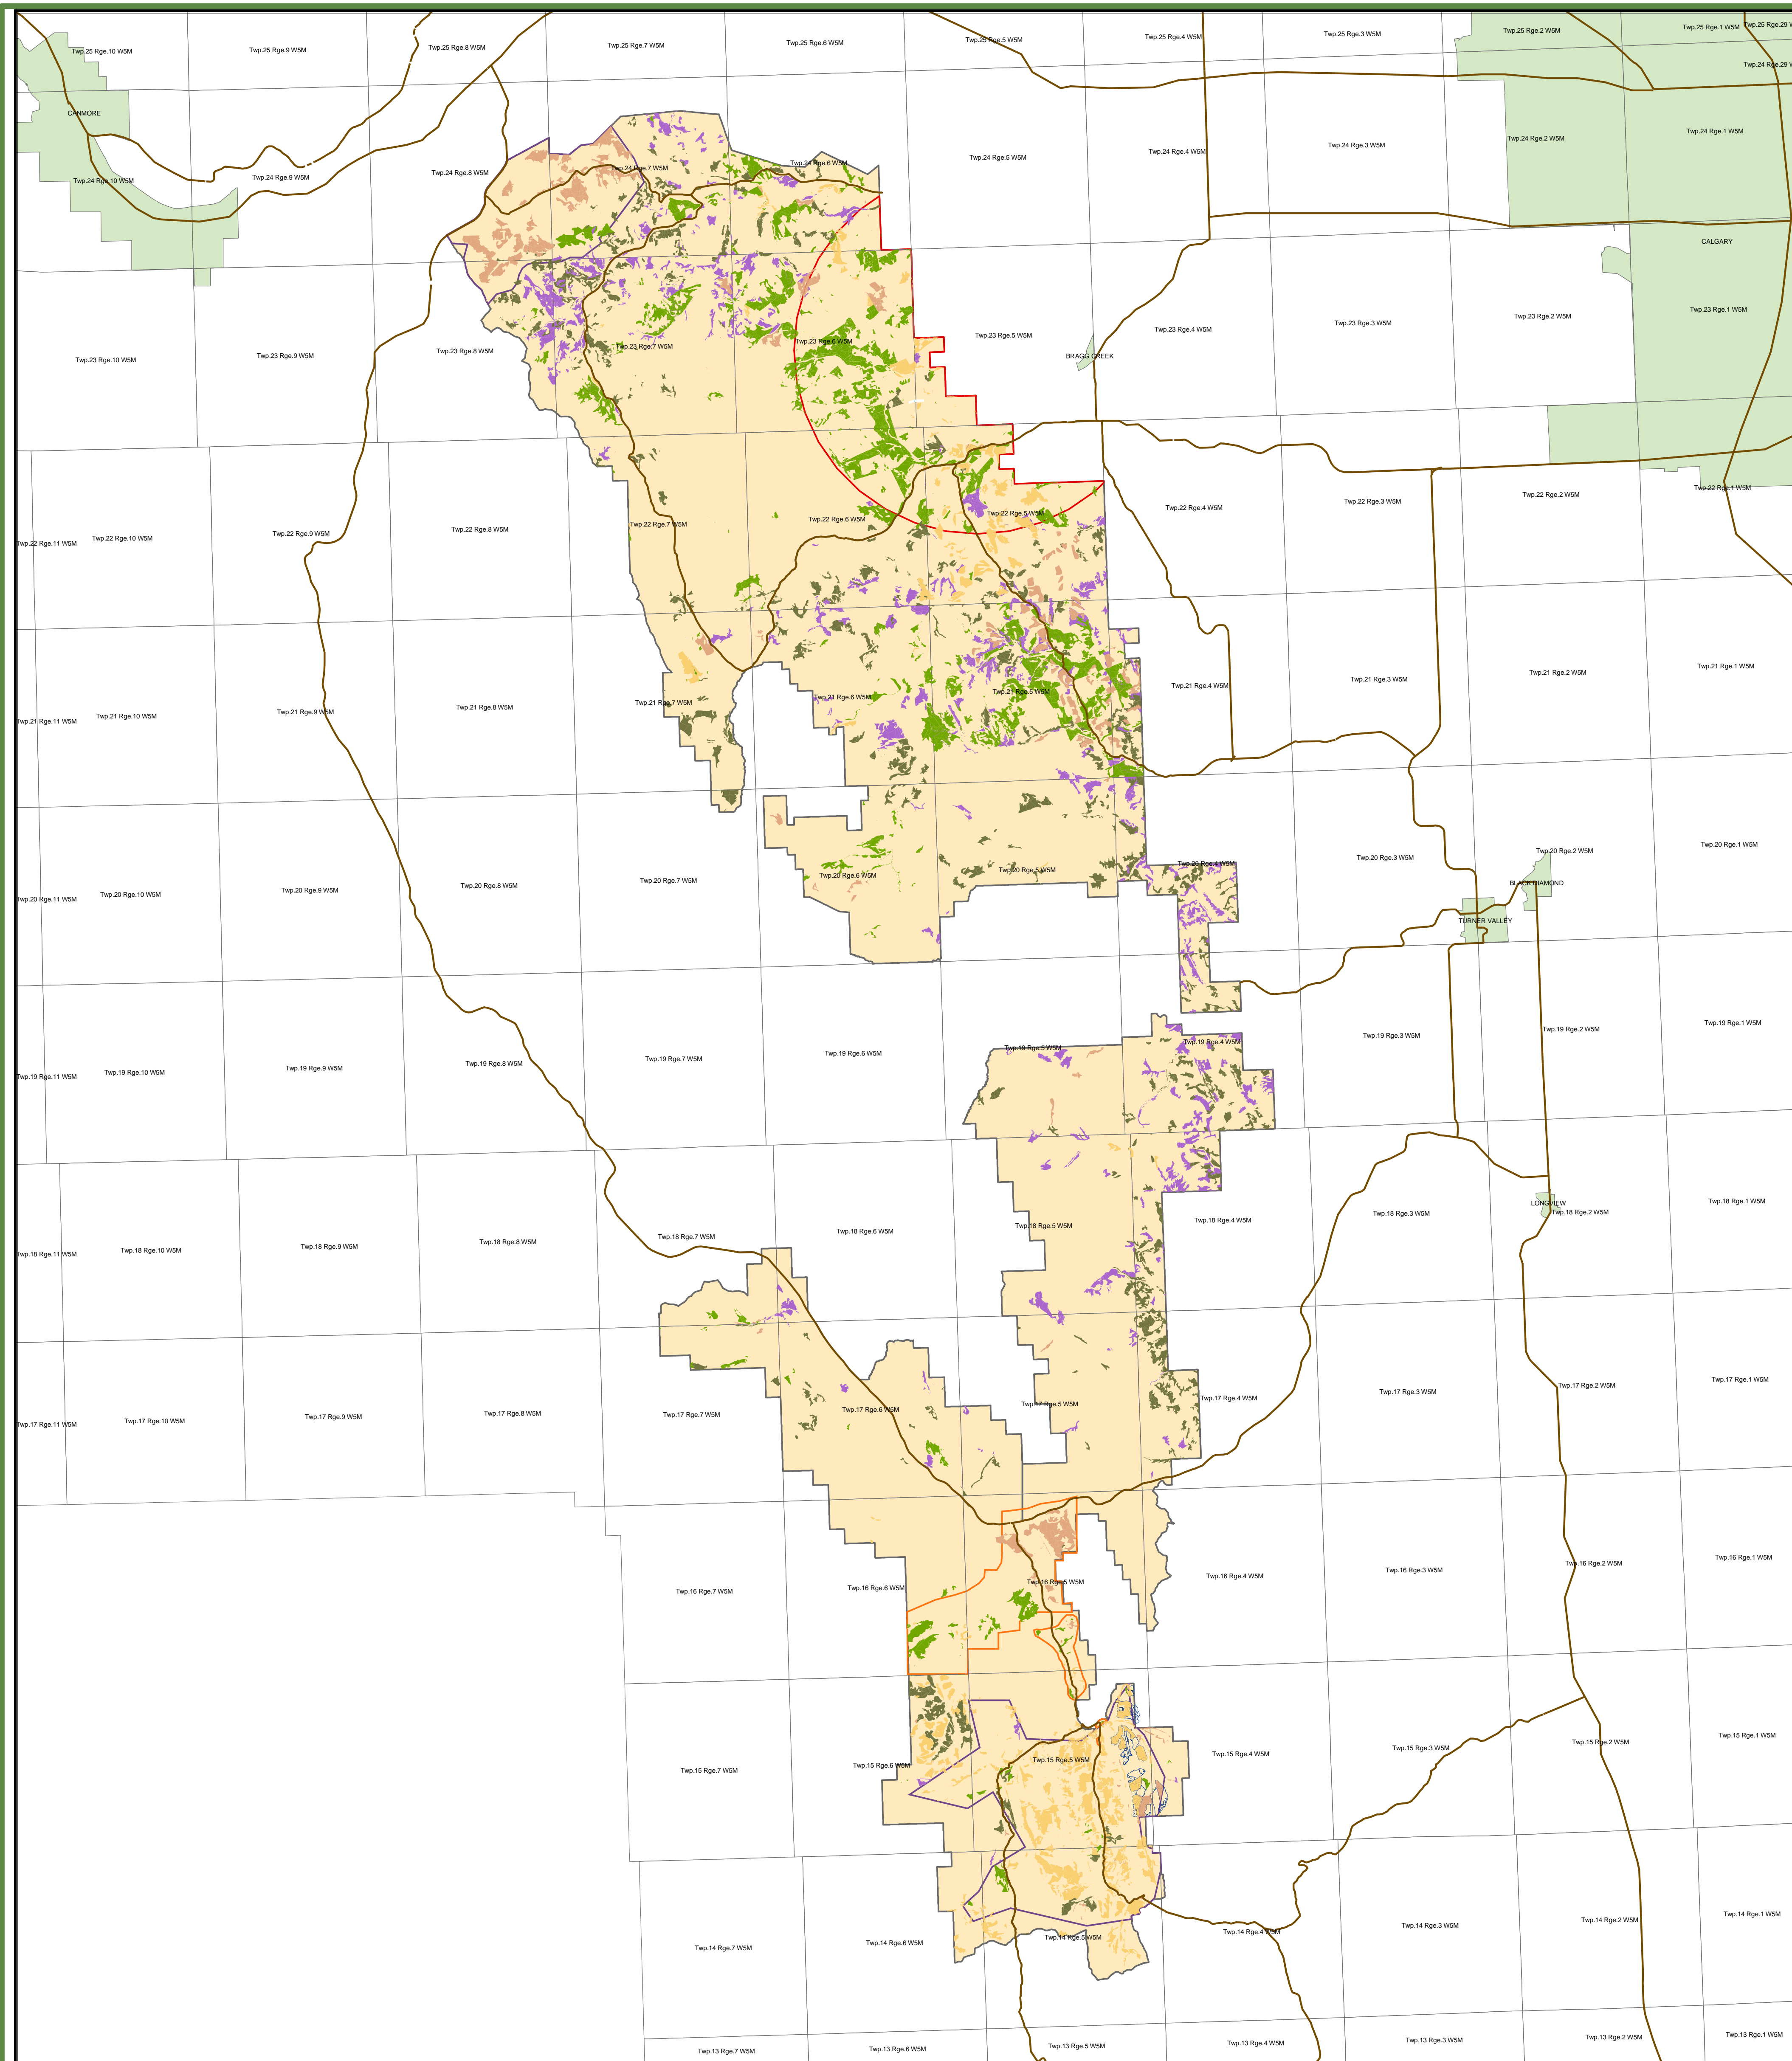 Twp.25 Rge.10 W5M
Twp.25 Rge.9 W5M
Twp.25 Rge.8 W5M
Twp.25 Rge.7 W5M
Twp.25 Rge.6 W5M
Twp.25 Rge.5 W5M
Twp.25 Rge.4 W5M
Twp.25 Rge.3 W5M
Twp.25 Rge.2 W5M
Twp.25 Rge.1 W5M
Twp.25 Rge.29 W
Twp.24 Rge.29 W
CANMORE
Twp.24 Rge.10 W5M
Twp.24 Rge.9 W5M
Twp.24 Rge.8 W5M
Twp.24 Rge.7 W5M
Twp.24 Rge.6 W5M
Twp.24 Rge.5 W5M
Twp.24 Rge.4 W5M
Twp.24 Rge.3 W5M
Twp.24 Rge.2 W5M
Twp.24 Rge.1 W5M
CALGARY
Twp.23 Rge.10 W5M
Twp.23 Rge.9 W5M
Twp.23 Rge.8 W5M
Twp.23 Rge.7 W5M
Twp.23 Rge.6 W5M
Twp.23 Rge.5 W5M
BRAGG CREEK
Twp.23 Rge.4 W5M
Twp.23 Rge.3 W5M
Twp.23 Rge.2 W5M
Twp.23 Rge.1 W5M
Twp.22 Rge.11 W5M
Twp.22 Rge.10 W5M
Twp.22 Rge.9 W5M
Twp.22 Rge.8 W5M
Twp.22 Rge.7 W5M
Twp.22 Rge.6 W5M
Twp.22 Rge.5 W5M
Twp.22 Rge.4 W5M
Twp.22 Rge.3 W5M
Twp.22 Rge.2 W5M
Twp.22 Rge.1 W5M
Twp.21 Rge.11 W5M
Twp.21 Rge.10 W5M
Twp.21 Rge.9 W5M
Twp.21 Rge.8 W5M
Twp.21 Rge.7 W5M
Twp.21 Rge.6 W5M
Twp.21 Rge.5 W5M
Twp.21 Rge.4 W5M
Twp.21 Rge.3 W5M
Twp.21 Rge.2 W5M
Twp.21 Rge.1 W5M
Twp.20 Rge.11 W5M
Twp.20 Rge.10 W5M
Twp.20 Rge.9 W5M
Twp.20 Rge.8 W5M
Twp.20 Rge.7 W5M
Twp.20 Rge.6 W5M
Twp.20 Rge.5 W5M
Twp.20 Rge.4 W5M
Twp.20 Rge.3 W5M
Twp.20 Rge.2 W5M
Twp.20 Rge.1 W5M
BLACK DIAMOND
TURNER VALLEY
Twp.19 Rge.11 W5M
Twp.19 Rge.10 W5M
Twp.19 Rge.9 W5M
Twp.19 Rge.8 W5M
Twp.19 Rge.7 W5M
Twp.19 Rge.6 W5M
Twp.19 Rge.5 W5M
Twp.19 Rge.4 W5M
Twp.19 Rge.3 W5M
Twp.19 Rge.2 W5M
Twp.19 Rge.1 W5M
Twp.18 Rge.11 W5M
Twp.18 Rge.10 W5M
Twp.18 Rge.9 W5M
Twp.18 Rge.8 W5M
Twp.18 Rge.7 W5M
Twp.18 Rge.6 W5M
Twp.18 Rge.5 W5M
Twp.18 Rge.4 W5M
Twp.18 Rge.3 W5M
LONGVIEW
Twp.18 Rge.2 W5M
Twp.18 Rge.1 W5M
Twp.17 Rge.11 W5M
Twp.17 Rge.10 W5M
Twp.17 Rge.9 W5M
Twp.17 Rge.8 W5M
Twp.17 Rge.7 W5M
Twp.17 Rge.6 W5M
Twp.17 Rge.5 W5M
Twp.17 Rge.4 W5M
Twp.17 Rge.3 W5M
Twp.17 Rge.2 W5M
Twp.17 Rge.1 W5M
Twp.16 Rge.7 W5M
Twp.16 Rge.6 W5M
Twp.16 Rge.5 W5M
Twp.16 Rge.4 W5M
Twp.16 Rge.3 W5M
Twp.16 Rge.2 W5M
Twp.16 Rge.1 W5M
Twp.15 Rge.7 W5M
Twp.15 Rge.6 W5M
Twp.15 Rge.5 W5M
Twp.15 Rge.4 W5M
Twp.15 Rge.3 W5M
Twp.15 Rge.2 W5M
Twp.15 Rge.1 W5M
Twp.14 Rge.7 W5M
Twp.14 Rge.6 W5M
Twp.14 Rge.5 W5M
Twp.14 Rge.4 W5M
Twp.14 Rge.3 W5M
Twp.14 Rge.2 W5M
Twp.14 Rge.1 W5M
Twp.13 Rge.7 W5M
Twp.13 Rge.6 W5M
Twp.13 Rge.5 W5M
Twp.13 Rge.4 W5M
Twp.13 Rge.3 W5M
Twp.13 Rge.2 W5M
Twp.13 Rge.1 W5M